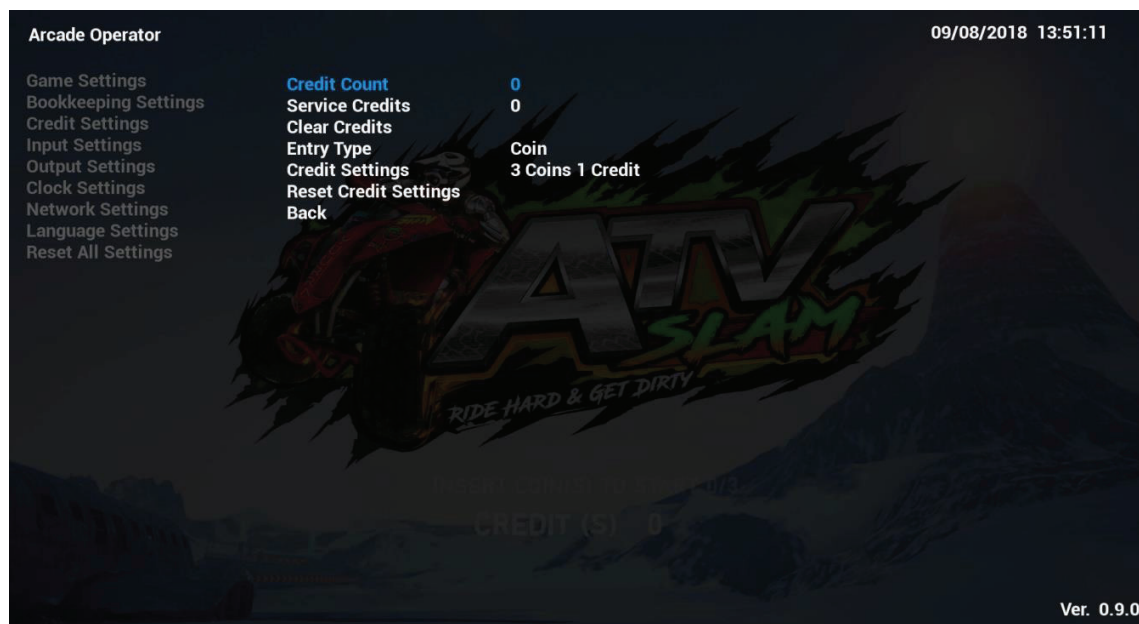 Arcade Operator
09/08/2018 13:51:11
Game Settings
Bookkeeping Settings
Credit Settings
Input Settings
Output Settings
Clock Settings
Network Settings
Language Settings
Reset All Settings
Credit Count 0
Service Credits 0
Clear Credits
Entry Type Coin
Credit Settings 3 Coins 1 Credit
Reset Credit Settings
Back
ATV
SLAM
RIDE HARD & GET DIRTY
0/3
CREDIT (S) 0
Ver. 0.9.0